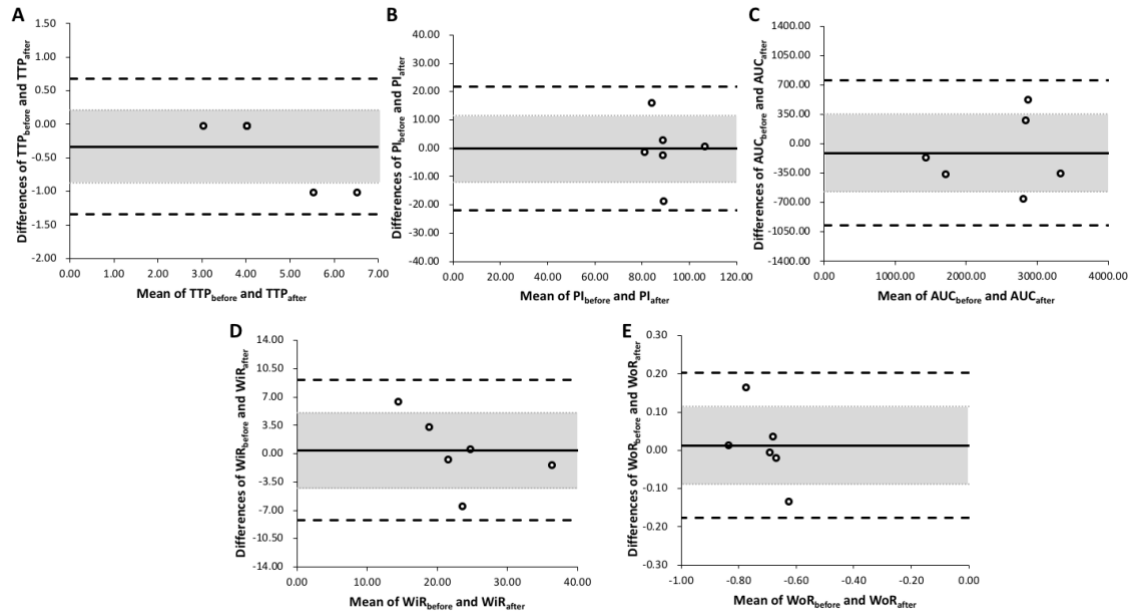 A
Differences of TTPbefore and TTPafter
1.50
1.00
0.50
0.00
-0.50
-1.00
-1.50
-2.00
0.00 1.00 2.00 3.00 4.00 5.00 6.00 7.00
Mean of TTPbefore and TTPafter
B
Differences of PIbefore and PIafter
40.00
30.00
20.00
10.00
0.00
-10.00
-20.00
-30.00
-40.00
0.00 20.00 40.00 60.00 80.00 100.00 120.00
Mean of PIbefore and PIafter
C
Differences of AUCbefore and AUCafter
1400.00
1050.00
700.00
350.00
0.00
-350.00
-700.00
-1050.00
-1400.00
0.00 1000.00 2000.00 3000.00 4000.00
Mean of AUCbefore and AUCafter
D
Differences of WiRbefore and WiRafter
14.00
10.50
7.00
3.50
0.00
-3.50
-7.00
-10.50
-14.00
0.00 10.00 20.00 30.00 40.00
Mean of WiRbefore and WiRafter
E
Differences of WoRbefore and WoRafter
0.30
0.20
0.10
0.00
-0.10
-0.20
-0.30
-1.00 -0.80 -0.60 -0.40 -0.20 0.00
Mean of WoRbefore and WoRafter